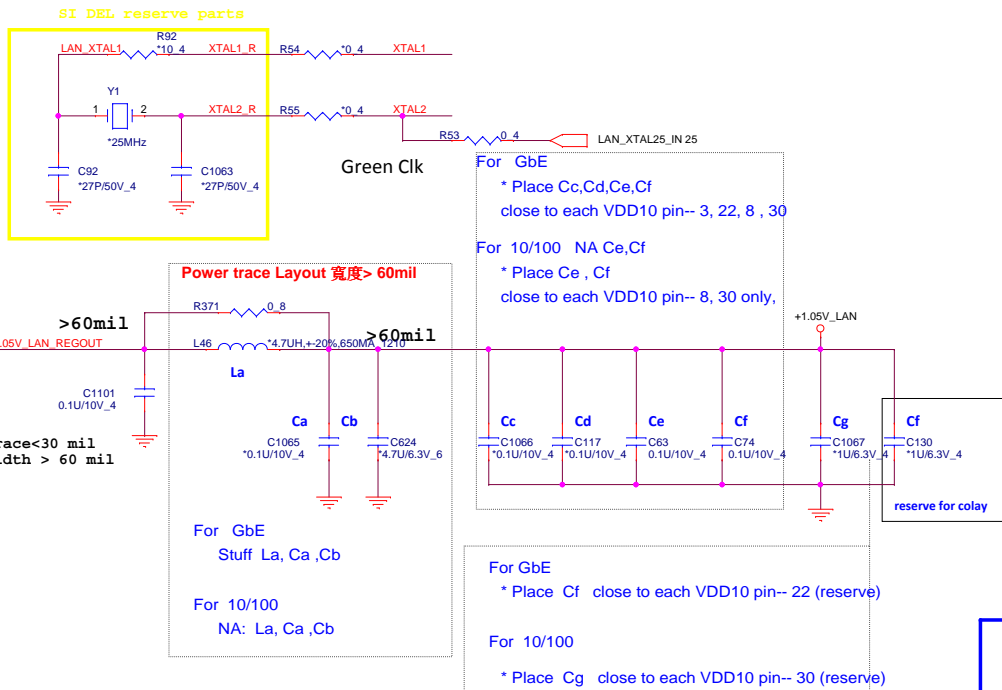 SI DEL reserve parts
LAN_XTAL1
R92
*10_4
XTAL1_R
R54
*0_4
XTAL1
Y1
1
2
*25MHz
XTAL2_R
R55
*0_4
XTAL2
R53
0_4
LAN_XTAL25_IN 25
C92
*27P/50V_4
C1063
*27P/50V_4
Green Clk
For GbE
* Place Cc,Cd,Ce,Cf
close to each VDD10 pin-- 3, 22, 8 , 30
For 10/100 NA Ce,Cf
* Place Ce , Cf
close to each VDD10 pin-- 8, 30 only,
Power trace Layout 寬度> 60mil
R371
0_8
>60mil
>60mil
.05V_LAN_REGOUT
L46
*4.7UH,+-20%,650MA_1210
La
+1.05V_LAN
C1101
0.1U/10V_4
Ca
C1065
*0.1U/10V_4
Cb
C624
*4.7U/6.3V_6
Cc
C1066
*0.1U/10V_4
Cd
C117
*0.1U/10V_4
Ce
C63
0.1U/10V_4
Cf
C74
0.1U/10V_4
Cg
C1067
*1U/6.3V_4
Cf
C130
*1U/6.3V_4
reserve for colay
race<30 mil
dth > 60 mil
For GbE
Stuff La, Ca ,Cb
For 10/100
NA: La, Ca ,Cb
For GbE
* Place Cf close to each VDD10 pin-- 22 (reserve)
For 10/100
* Place Cg close to each VDD10 pin-- 30 (reserve)